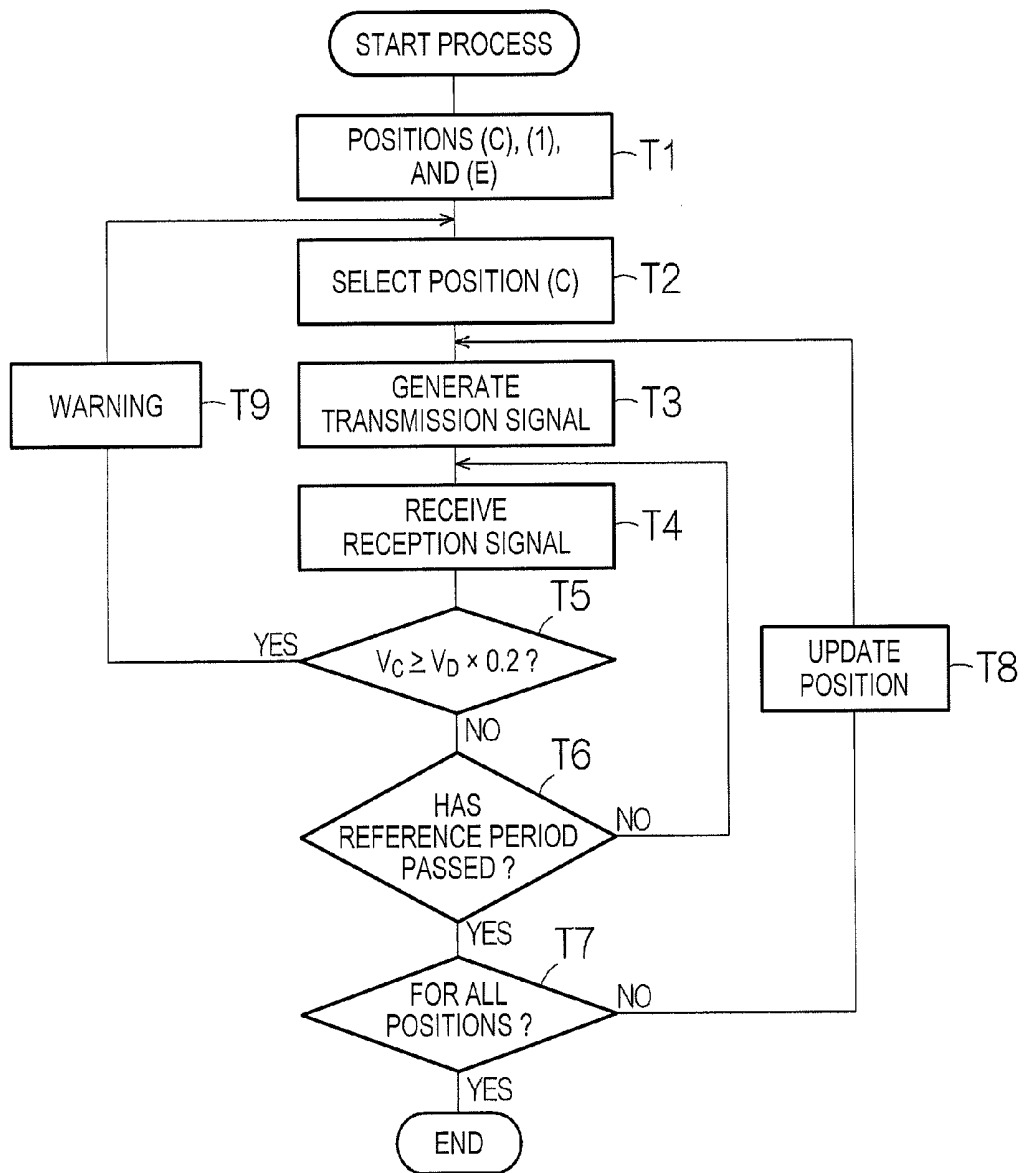 START PROCESS
POSITIONS (C), (1),
AND (E)
T1
SELECT POSITION (C)
T2
WARNING
T9
GENERATE
TRANSMISSION SIGNAL
T3
RECEIVE
RECEPTION SIGNAL
T4
T5
YES
VC ≥ VD × 0.2 ?
NO
UPDATE
POSITION
T8
T6
HAS
REFERENCE PERIOD
PASSED ?
NO
YES
T7
FOR ALL
POSITIONS ?
NO
YES
END